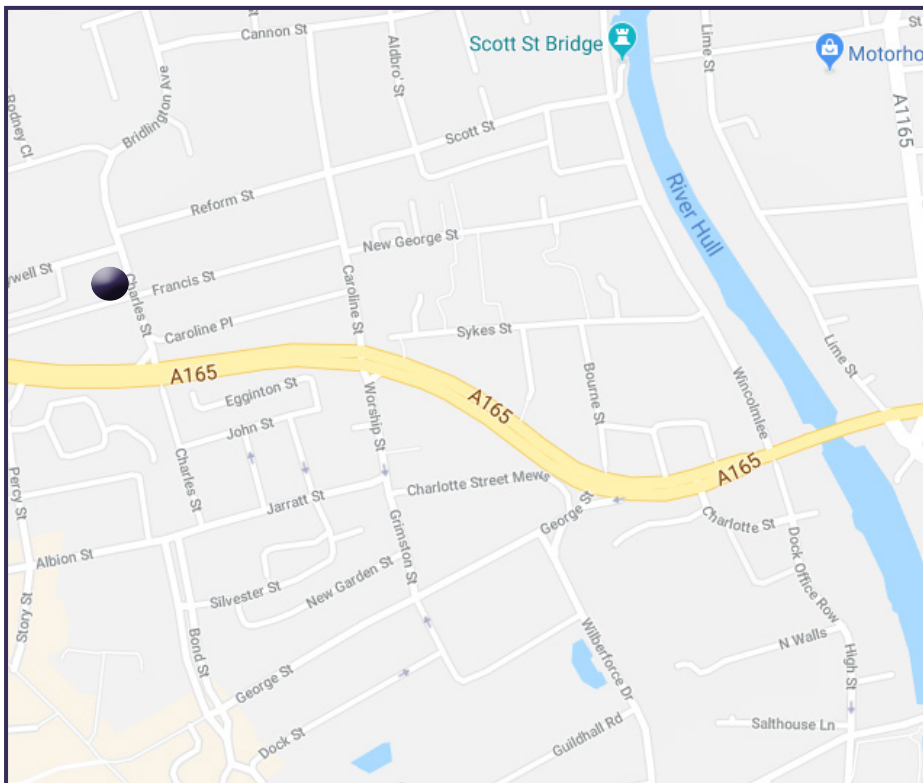 Cannon St
St
Scott St Bridge
Lime St
Motorho
Aldbro' St
Rodney Cl
Bridlington Ave
A1165
Scott St
Reform St
River Hull
New George St
ywell St
Charles St
Francis St
Caroline St
Caroline Pl
Sykes St
A165
Lime St
Egginton St
Worship St
A165
Bourne St
Wincolmlee
John St
Charles St
A165
Percy St
Charlotte Street Mews
Jarratt St
George St
Charlotte St
Albion St
Grimston St
Dock Office Row
Silvester St
New Garden St
Story St
Bond St
Wilberforce Dr
N Walls
High St
George St
Salthouse Ln
Guildhall Rd
Dock St